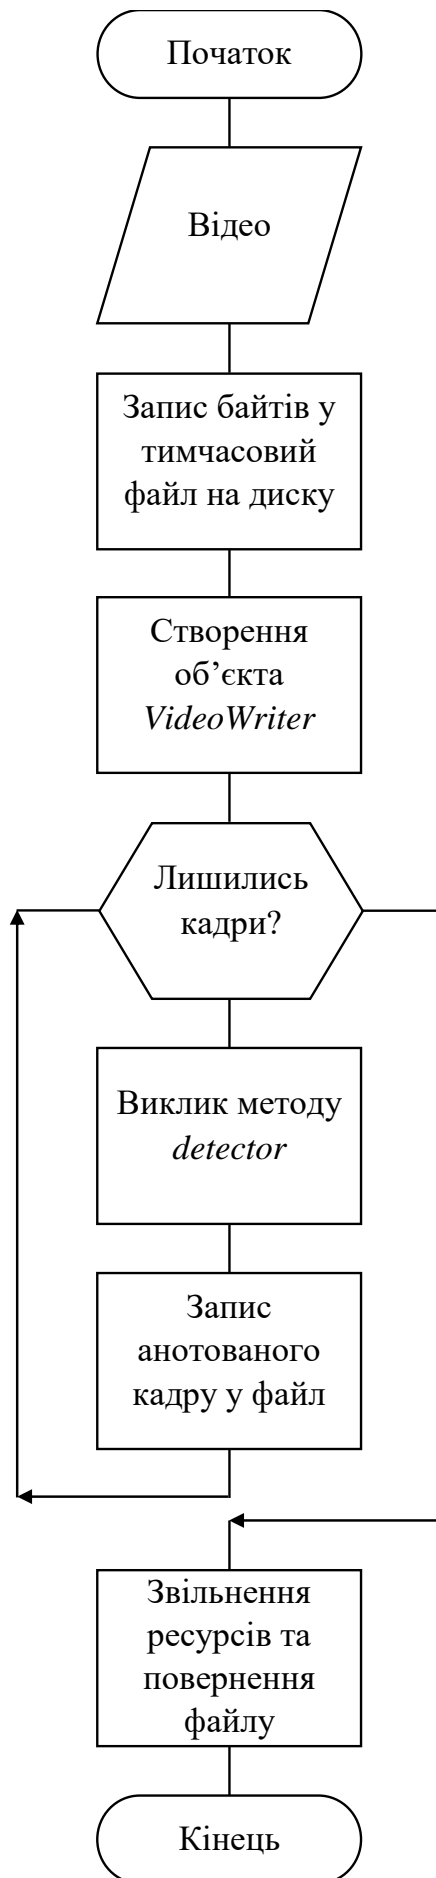 Початок
Відео
Запис байтів у
тимчасовий
файл на диску
Створення
об’єкта
VideoWriter
Лишились
кадри?
Виклик методу
detector
Запис
анотованого
кадру у файл
Звільнення
ресурсів та
повернення
файлу
Кінець